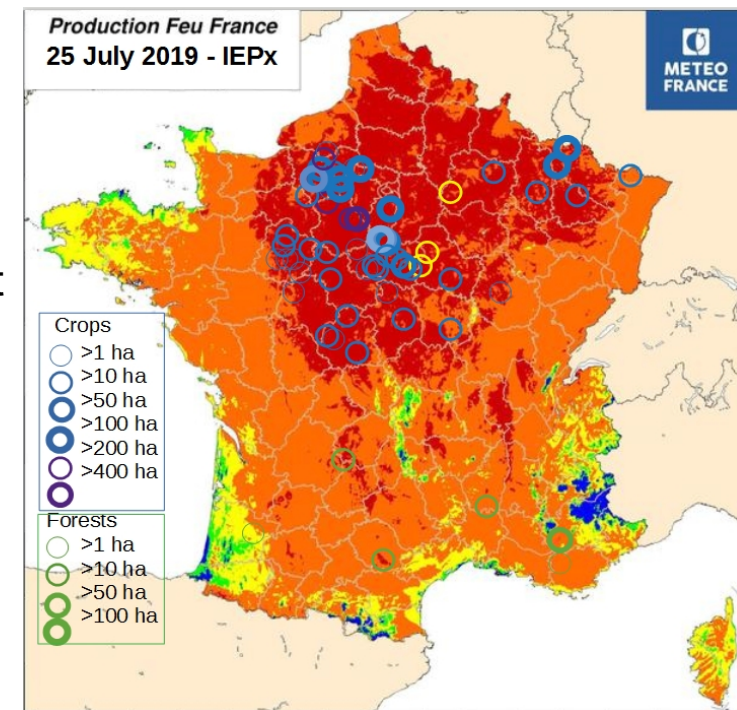 Production Feu France
25 July 2019 - IEPx
METEO
FRANCE
Crops
>1 ha
>10 ha
>50 ha
>100 ha
>200 ha
>400 ha
Forests
>1 ha
>10 ha
>50 ha
>100 ha